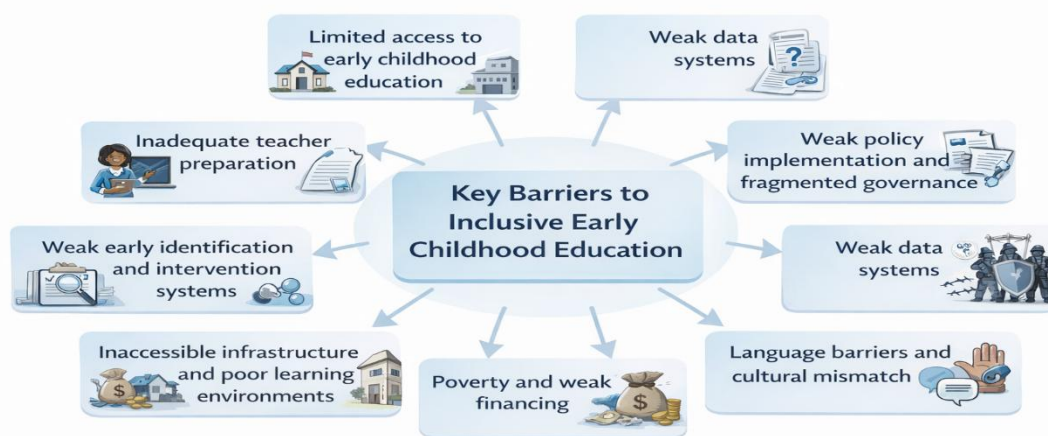 Limited access to
early childhood
education
Weak data
systems
?
Inadequate teacher
preparation
Weak policy
implementation and
fragmented governance
Key Barriers to
Inclusive Early
Childhood Education
Weak early identification
and intervention
systems
Weak data
systems
Inaccessible infrastructure
and poor learning
environments
$
Poverty and weak
financing
$
Language barriers and
cultural mismatch